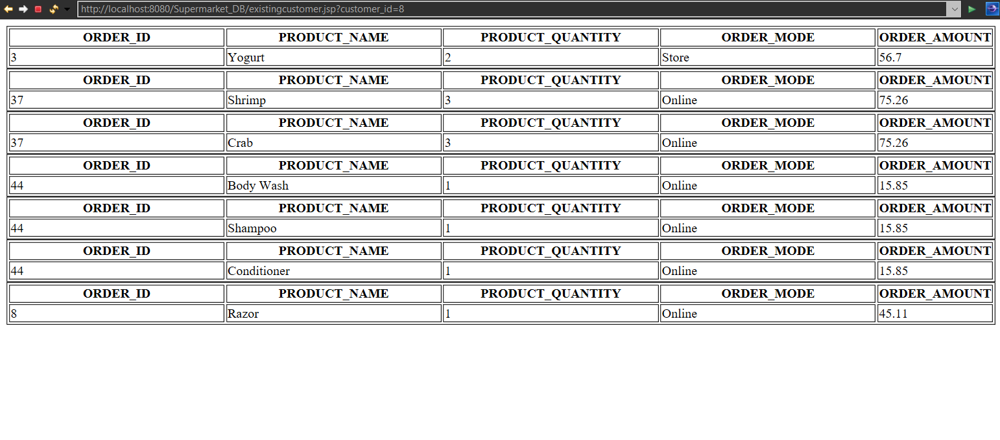 http://localhost:8080/Supermarket_DB/existingcustomer.jsp?customer_id=8
ORDER_ID PRODUCT_NAME PRODUCT_QUANTITY ORDER_MODE ORDER_AMOUNT
3 Yogurt 2 Store 56.7
ORDER_ID PRODUCT_NAME PRODUCT_QUANTITY ORDER_MODE ORDER_AMOUNT
37 Shrimp 3 Online 75.26
ORDER_ID PRODUCT_NAME PRODUCT_QUANTITY ORDER_MODE ORDER_AMOUNT
37 Crab 3 Online 75.26
ORDER_ID PRODUCT_NAME PRODUCT_QUANTITY ORDER_MODE ORDER_AMOUNT
44 Body Wash 1 Online 15.85
ORDER_ID PRODUCT_NAME PRODUCT_QUANTITY ORDER_MODE ORDER_AMOUNT
44 Shampoo 1 Online 15.85
ORDER_ID PRODUCT_NAME PRODUCT_QUANTITY ORDER_MODE ORDER_AMOUNT
44 Conditioner 1 Online 15.85
ORDER_ID PRODUCT_NAME PRODUCT_QUANTITY ORDER_MODE ORDER_AMOUNT
8 Razor 1 Online 45.11